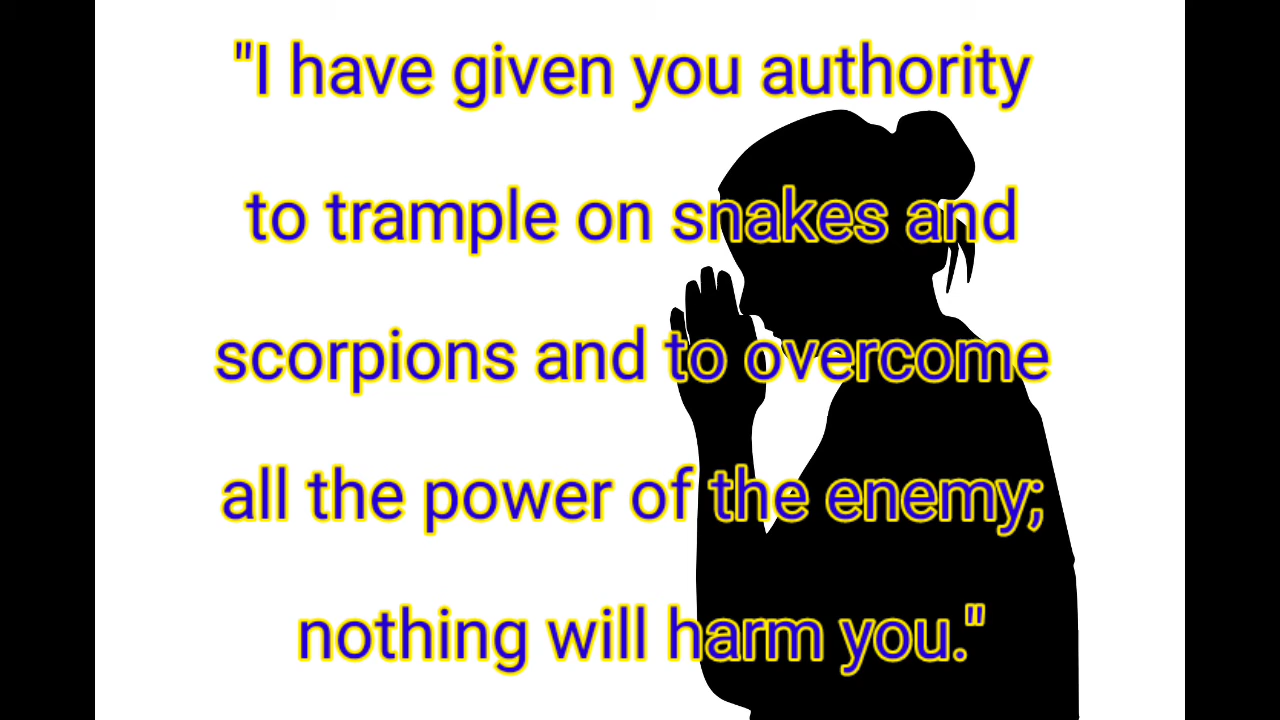 "I have given you authority
to trample on snakes and
scorpions and to overcome
all the power of the enemy;
nothing will harm you."